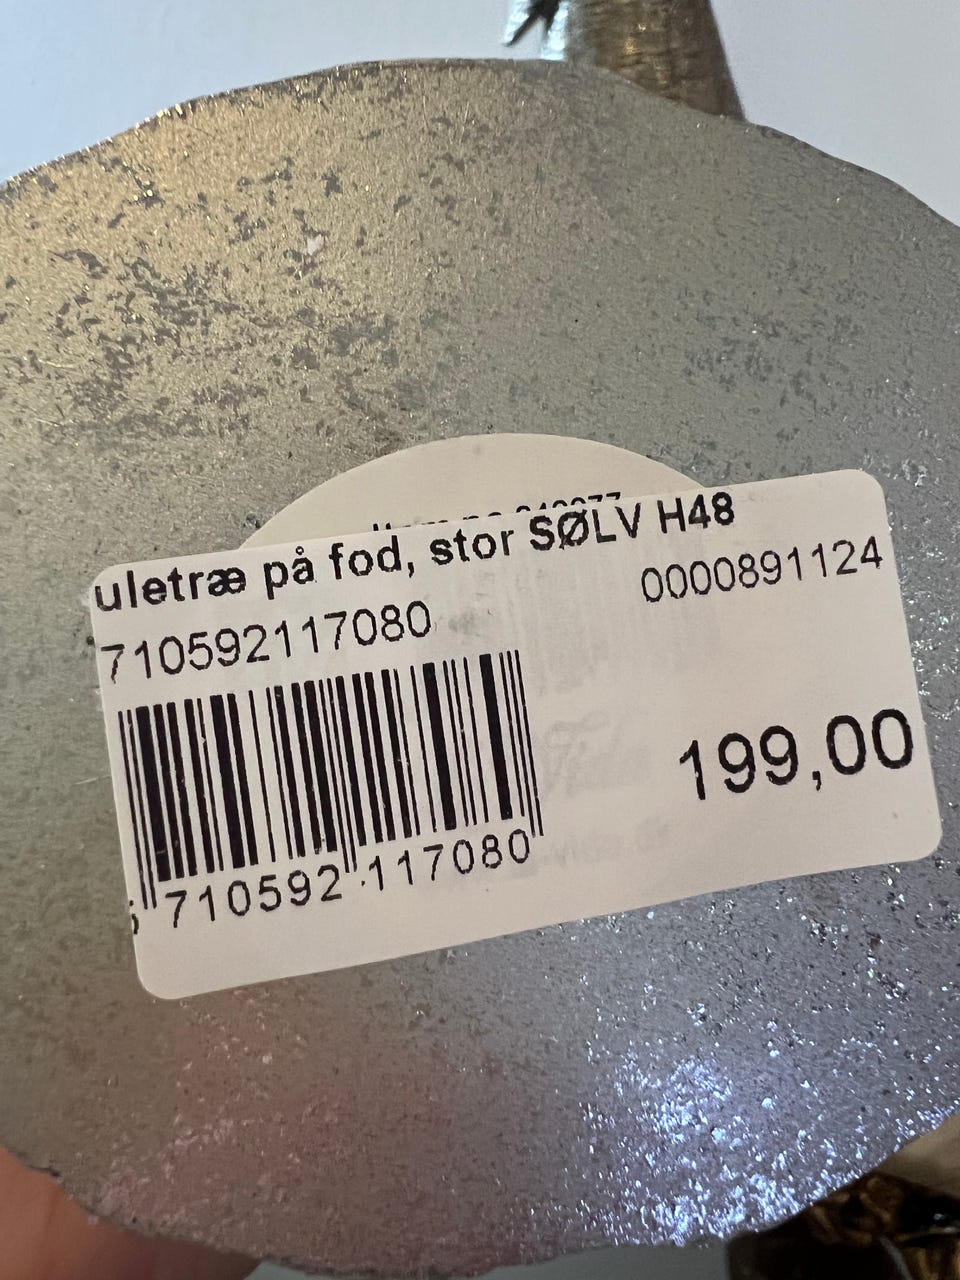 uletræ på fod, stor SØLV H48
710592117080
0000891124
199,00
710592 117080